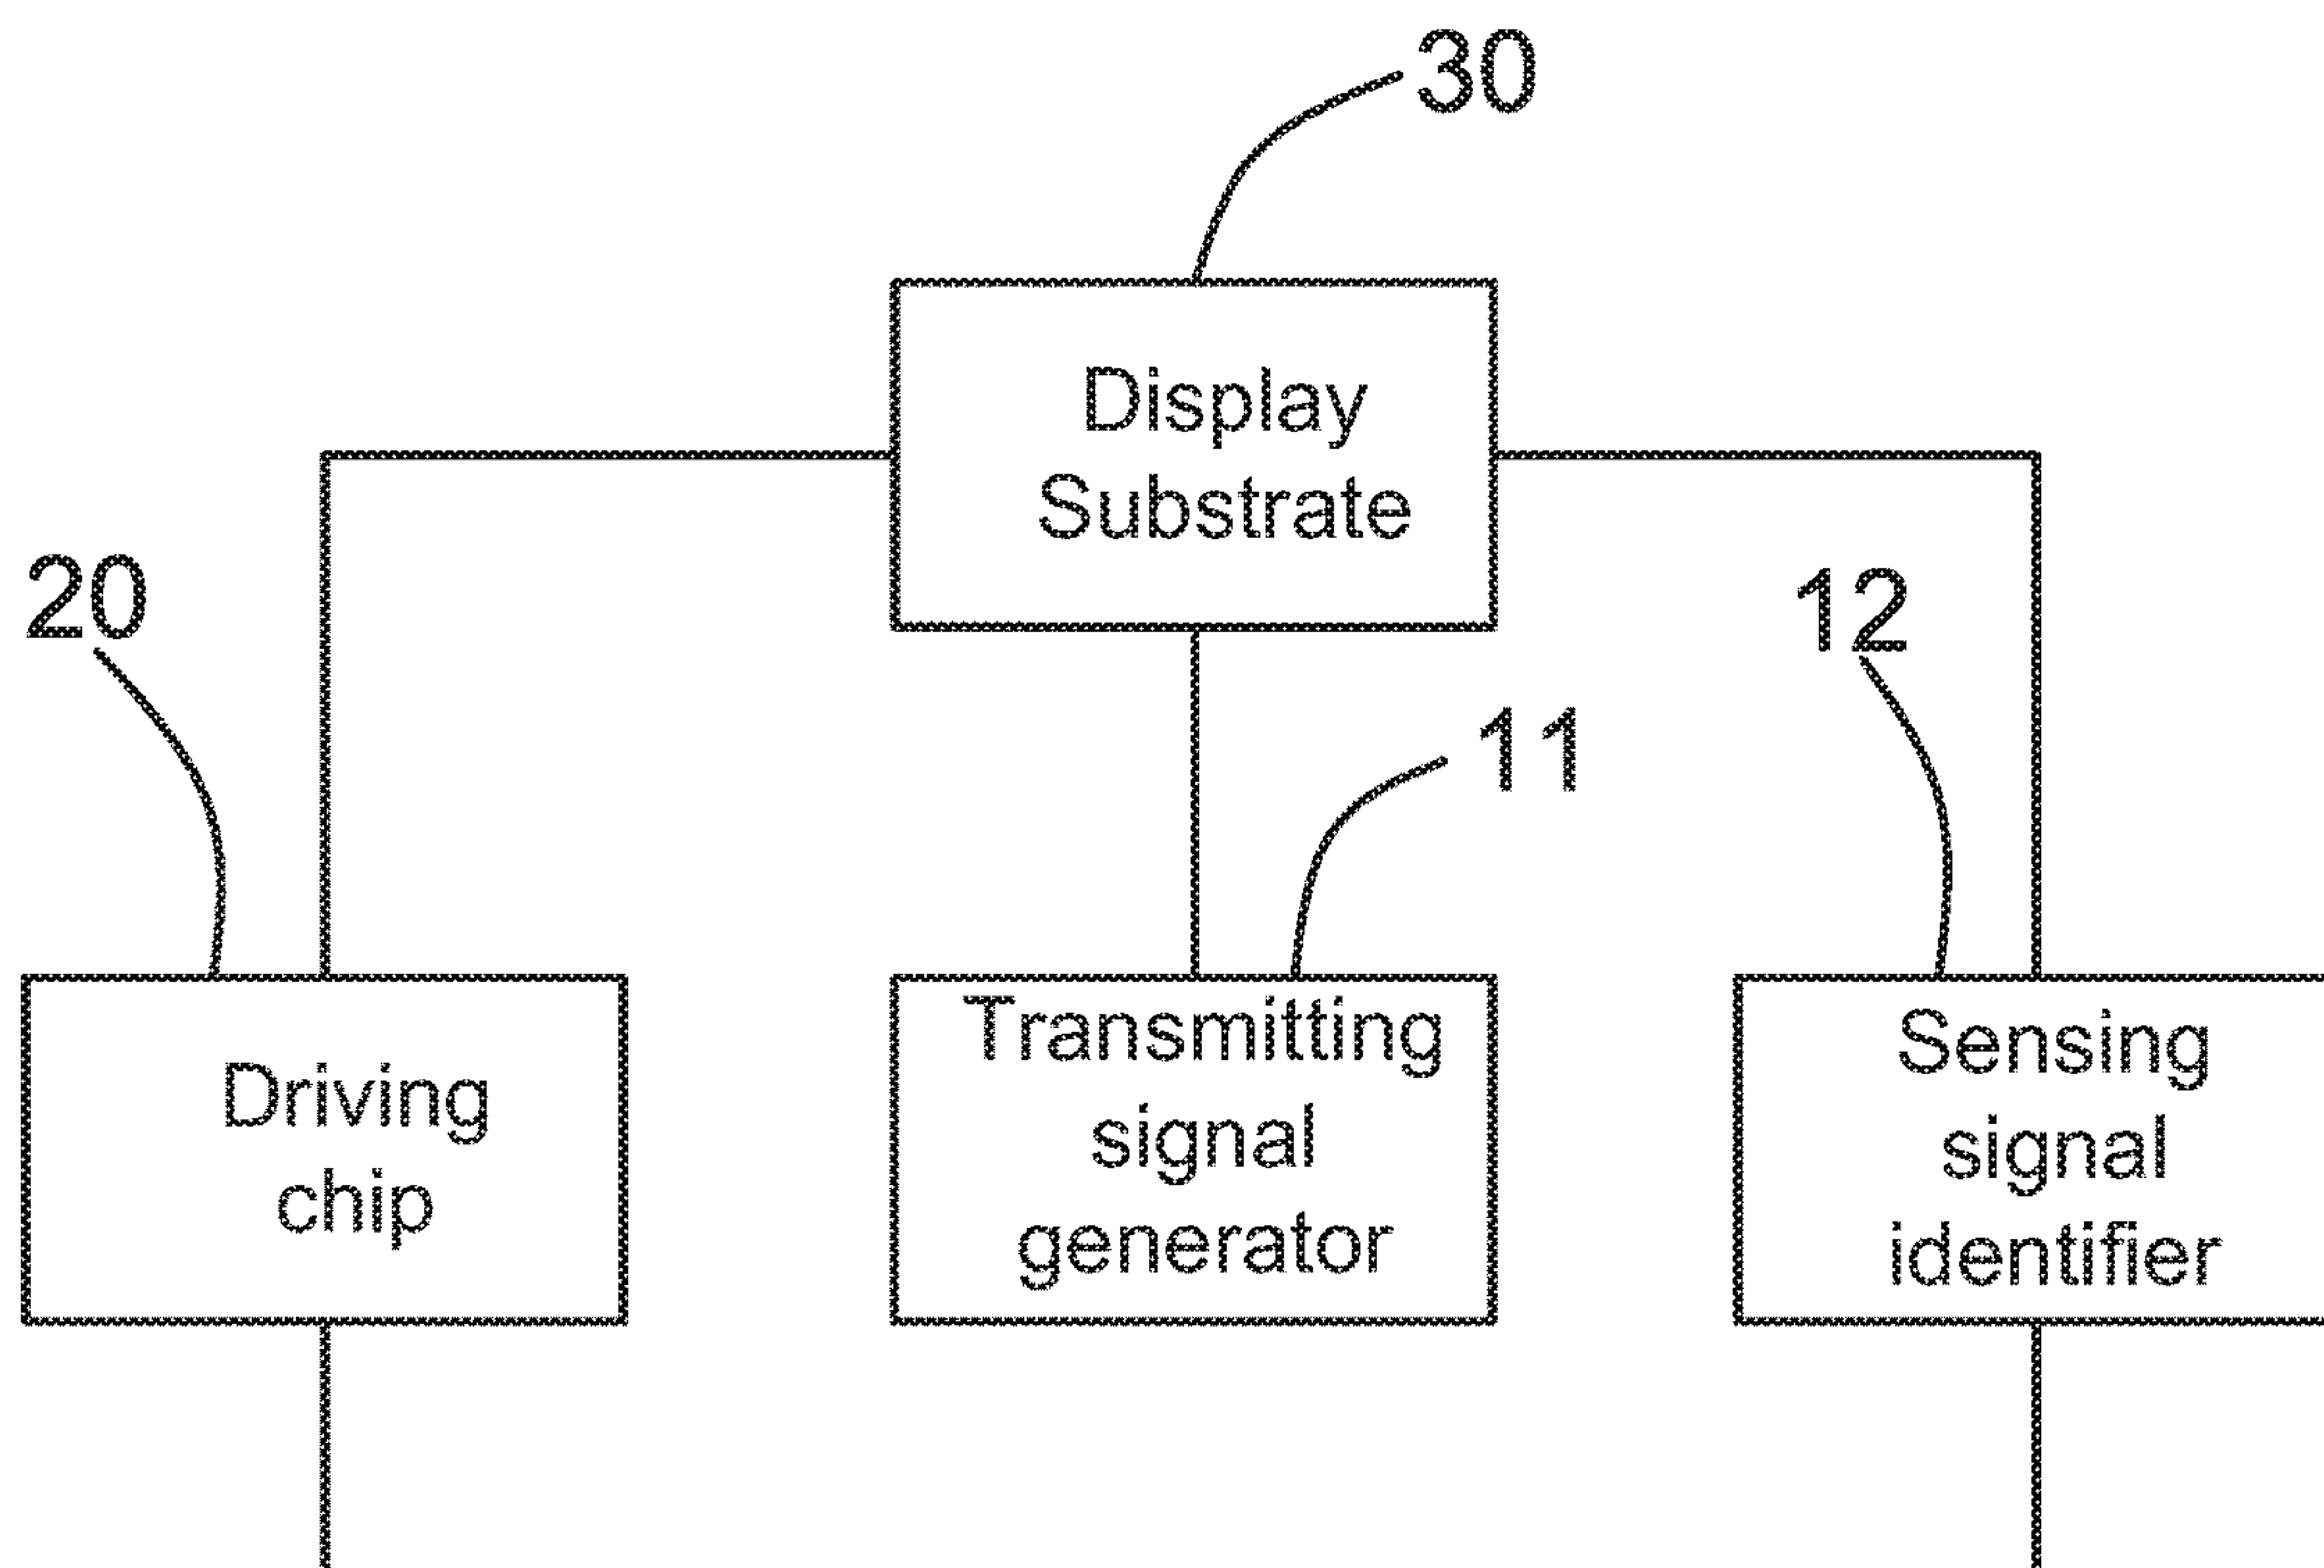 30
Display
Substrate
20
12
11
Driving
chip
Transmitting
signal
generator
Sensing
signal
identifier